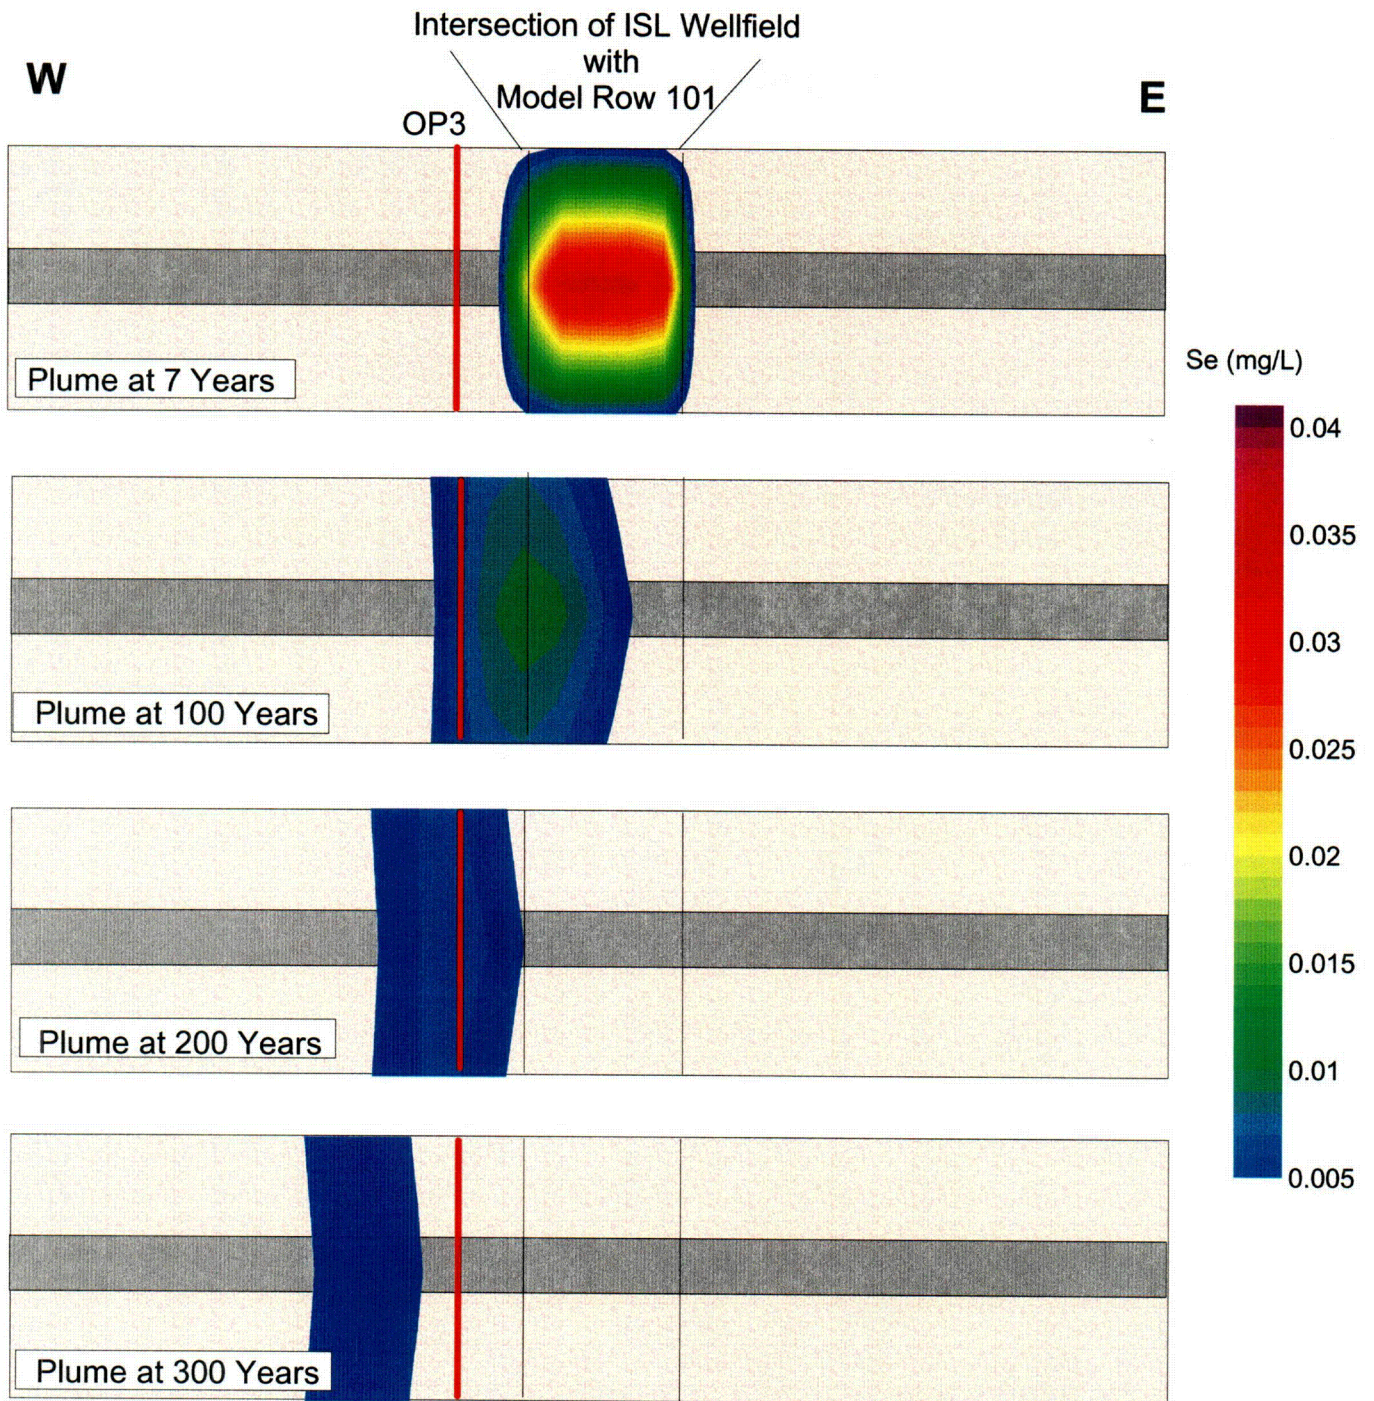 Intersection of ISL Wellfield
with
Model Row 101
W
E
OP3
Plume at 7 Years
Se (mg/L)
0.04
0.035
0.03
0.025
0.02
0.015
0.01
0.005
Plume at 100 Years
Plume at 200 Years
Plume at 300 Years